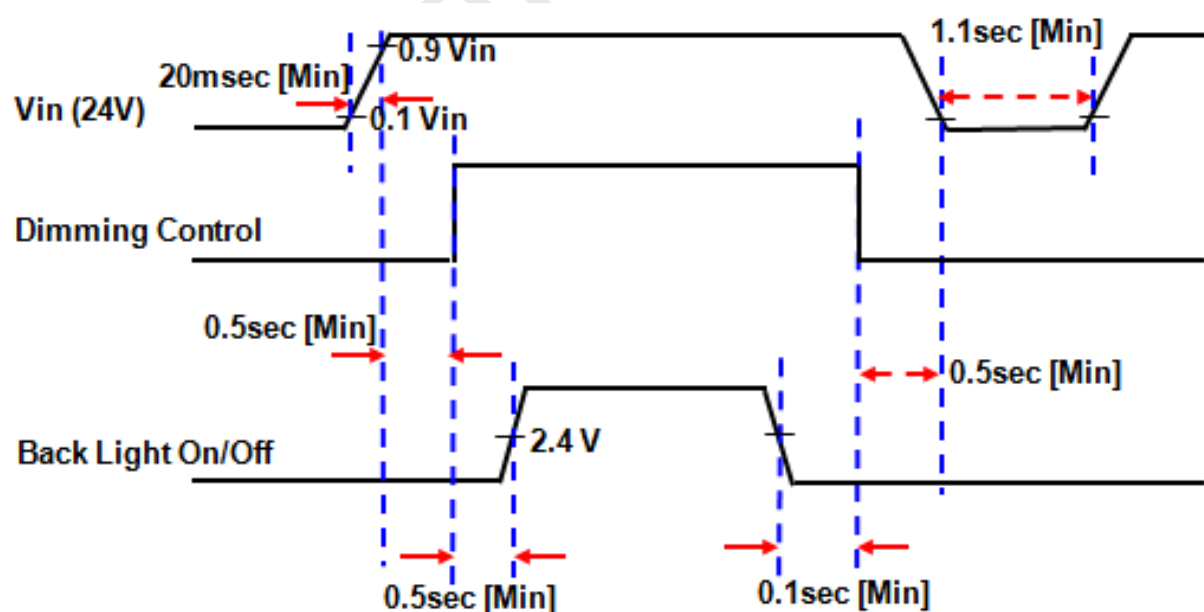 1.1sec [Min]
0.9 Vin
20msec [Min]
Vin (24V)
0.1 Vin
Dimming Control
0.5sec [Min]
0.5sec [Min]
2.4 V
Back Light On/Off
0.5sec [Min]
0.1sec [Min]